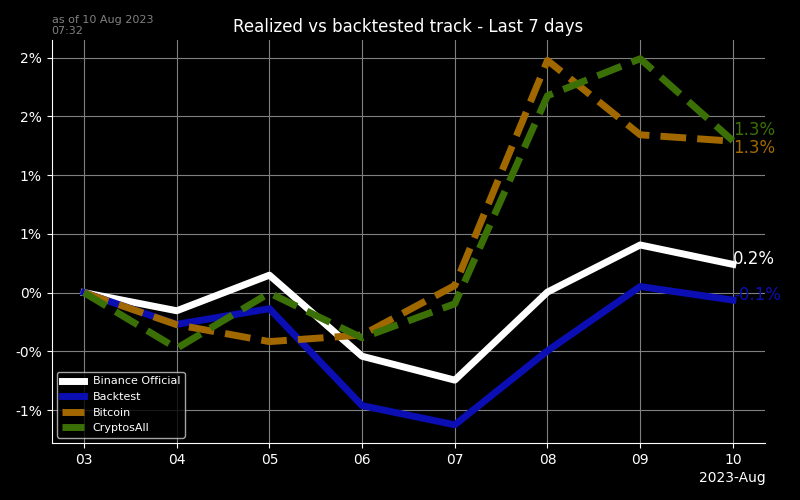 as of 10 Aug 2023
07:32
Realized vs backtested track - Last 7 days
2%
2%
1%
1%
0%
-0%
-1%
1.3%
1.3%
0.2%
-0.1%
Binance Official
Backtest
Bitcoin
CryptosAll
03 04 05 06 07 08 09 10
2023-Aug